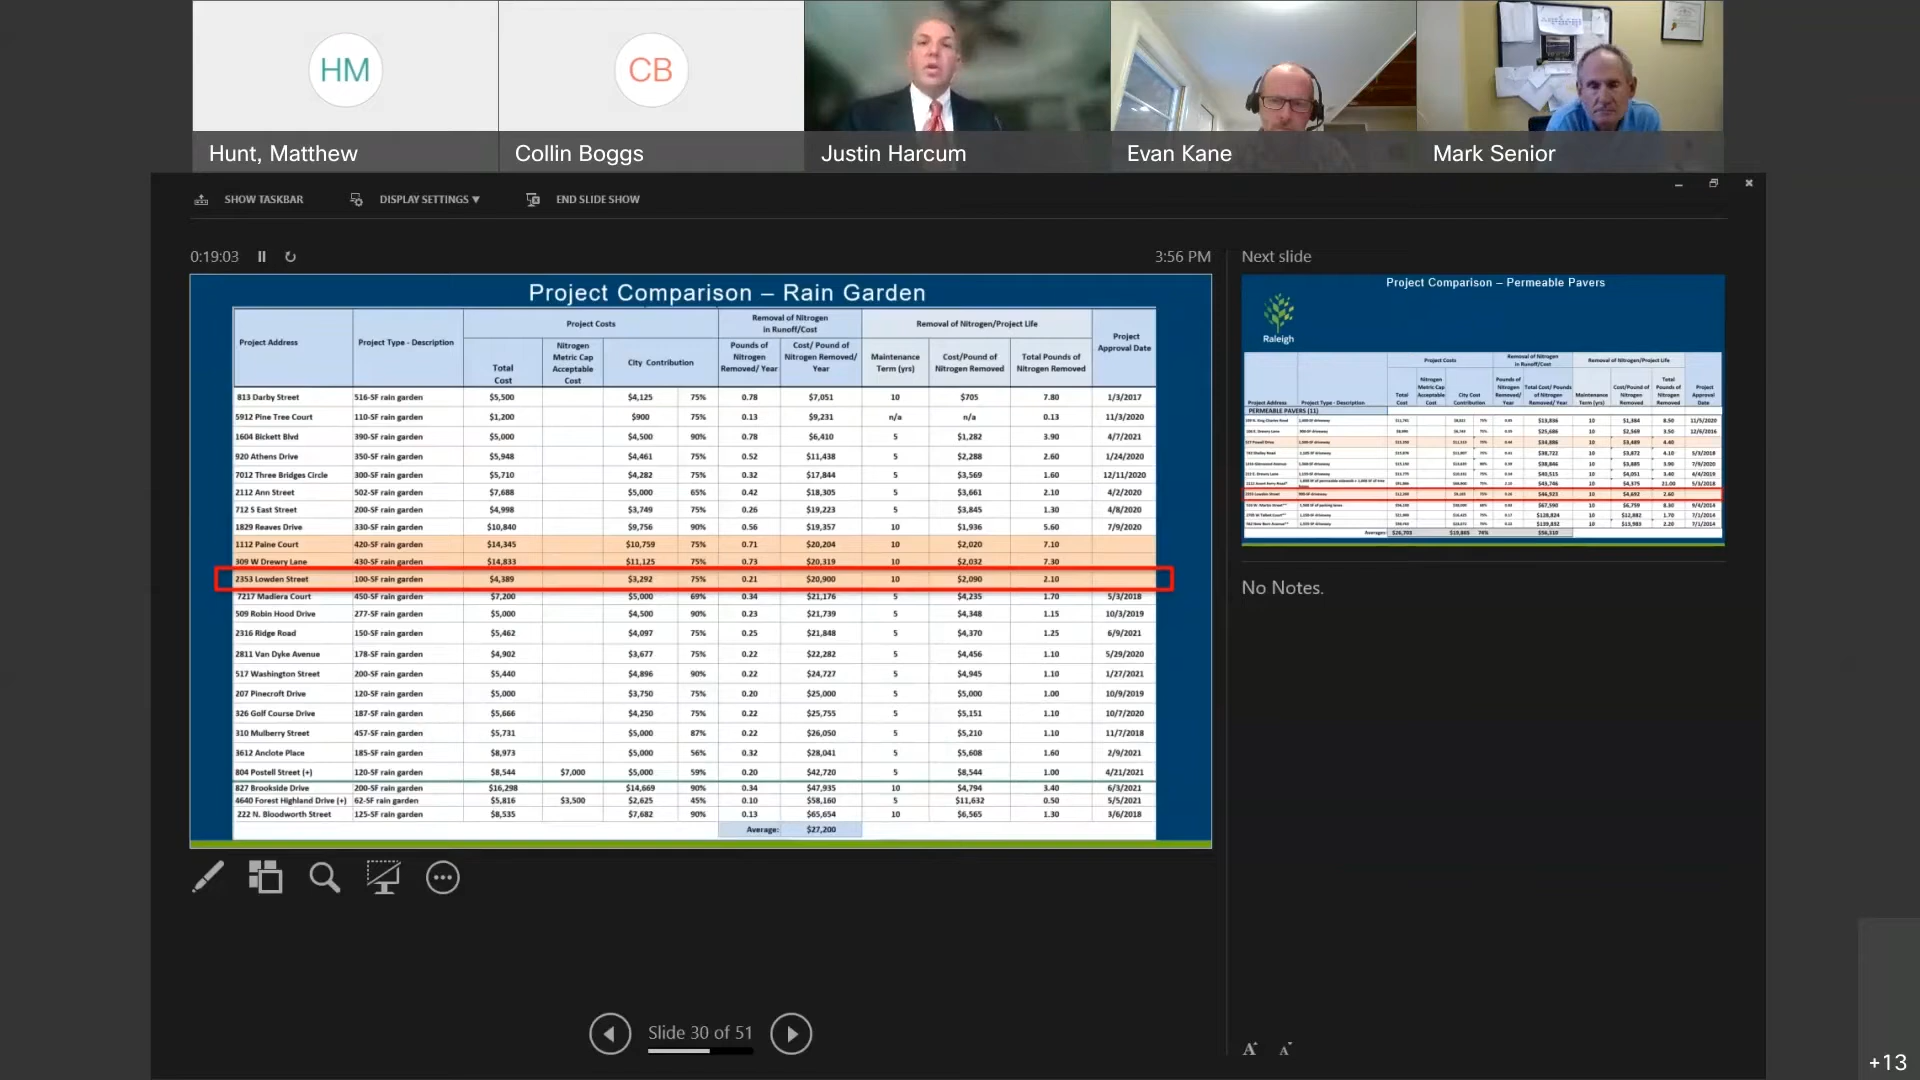 HM
CB
Hunt, Matthew
Collin Boggs
Justin Harcum
Evan Kane
Mark Senior
SHOW TASKBAR
DISPLAY SETTINGS ▼
END SLIDE SHOW
0:19:03
3:56 PM
Project Comparison – Rain Garden
Project Address Project Type - Description Project Costs Removal of Nitrogen in Runoff/Cost Removal of Nitrogen/Project Life Project Approval Date
Total Cost Nitrogen Metric Cap Acceptable Cost City Contribution Pounds of Nitrogen Removed/ Year Cost/ Pound of Nitrogen Removed/ Year Maintenance Term (yrs) Cost/Pound of Nitrogen Removed Total Pounds of Nitrogen Removed
813 Darby Street 516-SF rain garden $5,500 $4,125 75% 0.78 $7,051 10 $705 7.80 1/3/2017
5912 Pine Tree Court 110-SF rain garden $1,200 $900 75% 0.13 $9,231 n/a n/a 0.13 11/3/2020
1604 Bickett Blvd 390-SF rain garden $5,000 $4,500 90% 0.78 $6,410 5 $1,282 3.90 4/7/2021
920 Athens Drive 350-SF rain garden $5,948 $4,461 75% 0.52 $11,438 5 $2,288 2.60 1/24/2020
7012 Three Bridges Circle 300-SF rain garden $5,710 $4,282 75% 0.32 $17,844 5 $3,569 1.60 12/11/2020
2112 Ann Street 502-SF rain garden $7,688 $5,000 65% 0.42 $18,305 5 $3,661 2.10 4/2/2020
712 S East Street 200-SF rain garden $4,998 $3,749 75% 0.26 $19,223 5 $3,845 1.30 4/8/2020
1829 Reaves Drive 330-SF rain garden $10,840 $9,756 90% 0.56 $19,357 10 $1,936 5.60 7/9/2020
1112 Paine Court 420-SF rain garden $14,345 $10,759 75% 0.71 $20,204 10 $2,020 7.10
309 W Drewry Lane 430-SF rain garden $14,833 $11,125 75% 0.73 $20,319 10 $2,032 7.30
2353 Lowden Street 100-SF rain garden $4,389 $3,292 75% 0.21 $20,900 10 $2,090 2.10
7217 Madiera Court 450-SF rain garden $7,200 $5,000 69% 0.34 $21,176 5 $4,235 1.70 5/3/2018
509 Robin Hood Drive 277-SF rain garden $5,000 $4,500 90% 0.23 $21,739 5 $4,348 1.15 10/3/2019
2316 Ridge Road 150-SF rain garden $5,462 $4,097 75% 0.25 $21,848 5 $4,370 1.25 6/9/2021
2811 Van Dyke Avenue 178-SF rain garden $4,902 $3,677 75% 0.22 $22,282 5 $4,456 1.10 5/29/2020
517 Washington Street 200-SF rain garden $5,440 $4,896 90% 0.22 $24,727 5 $4,945 1.10 1/27/2021
207 Pinecroft Drive 120-SF rain garden $5,000 $3,750 75% 0.20 $25,000 5 $5,000 1.00 10/9/2019
326 Golf Course Drive 187-SF rain garden $5,666 $4,250 75% 0.22 $25,755 5 $5,151 1.10 10/7/2020
310 Mulberry Street 457-SF rain garden $5,731 $5,000 87% 0.22 $26,050 5 $5,210 1.10 11/7/2018
3612 Anclote Place 185-SF rain garden $8,973 $5,000 56% 0.32 $28,041 5 $5,608 1.60 2/9/2021
804 Postell Street (+) 120-SF rain garden $8,544 $7,000 $5,000 59% 0.20 $42,720 5 $8,544 1.00 4/21/2021
827 Brookside Drive 200-SF rain garden $16,298 $14,669 90% 0.34 $47,935 10 $4,794 3.40 6/3/2021
4640 Forest Highland Drive (+) 62-SF rain garden $5,816 $3,500 $2,625 45% 0.10 $58,160 5 $11,632 0.50 5/5/2021
222 N. Bloodworth Street 125-SF rain garden $8,535 $7,682 90% 0.13 $65,654 10 $6,565 1.30 3/6/2018
Average: $27,200
Next slide
Project Comparison – Permeable Pavers
Raleigh
Project Costs
Removal of Nitrogen/Project Life
PERMEABLE PAVERS (11)
No Notes.
Slide 30 of 51
+13